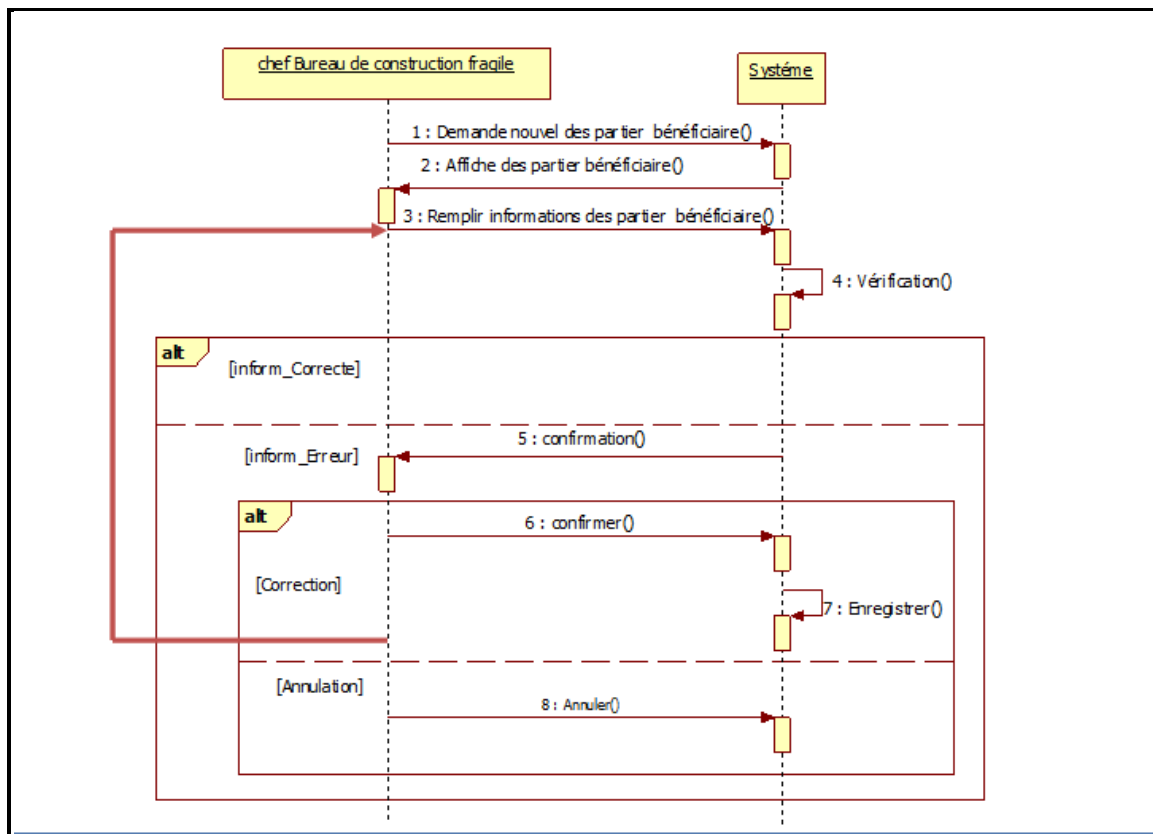 chef Bureau de construction fragile
Systéme
1 : Demande nouvel des partier bénéficiaire()
2 : Affiche des partier bénéficiaire()
3 : Remplir informations des partier bénéficiaire()
4 : Vérification()
alt
[inform_Correcte]
5 : confirmation()
[inform_Erreur]
alt
6 : confirmer()
[Correction]
7 : Enregistrer()
[Annulation]
8 : Annuler()